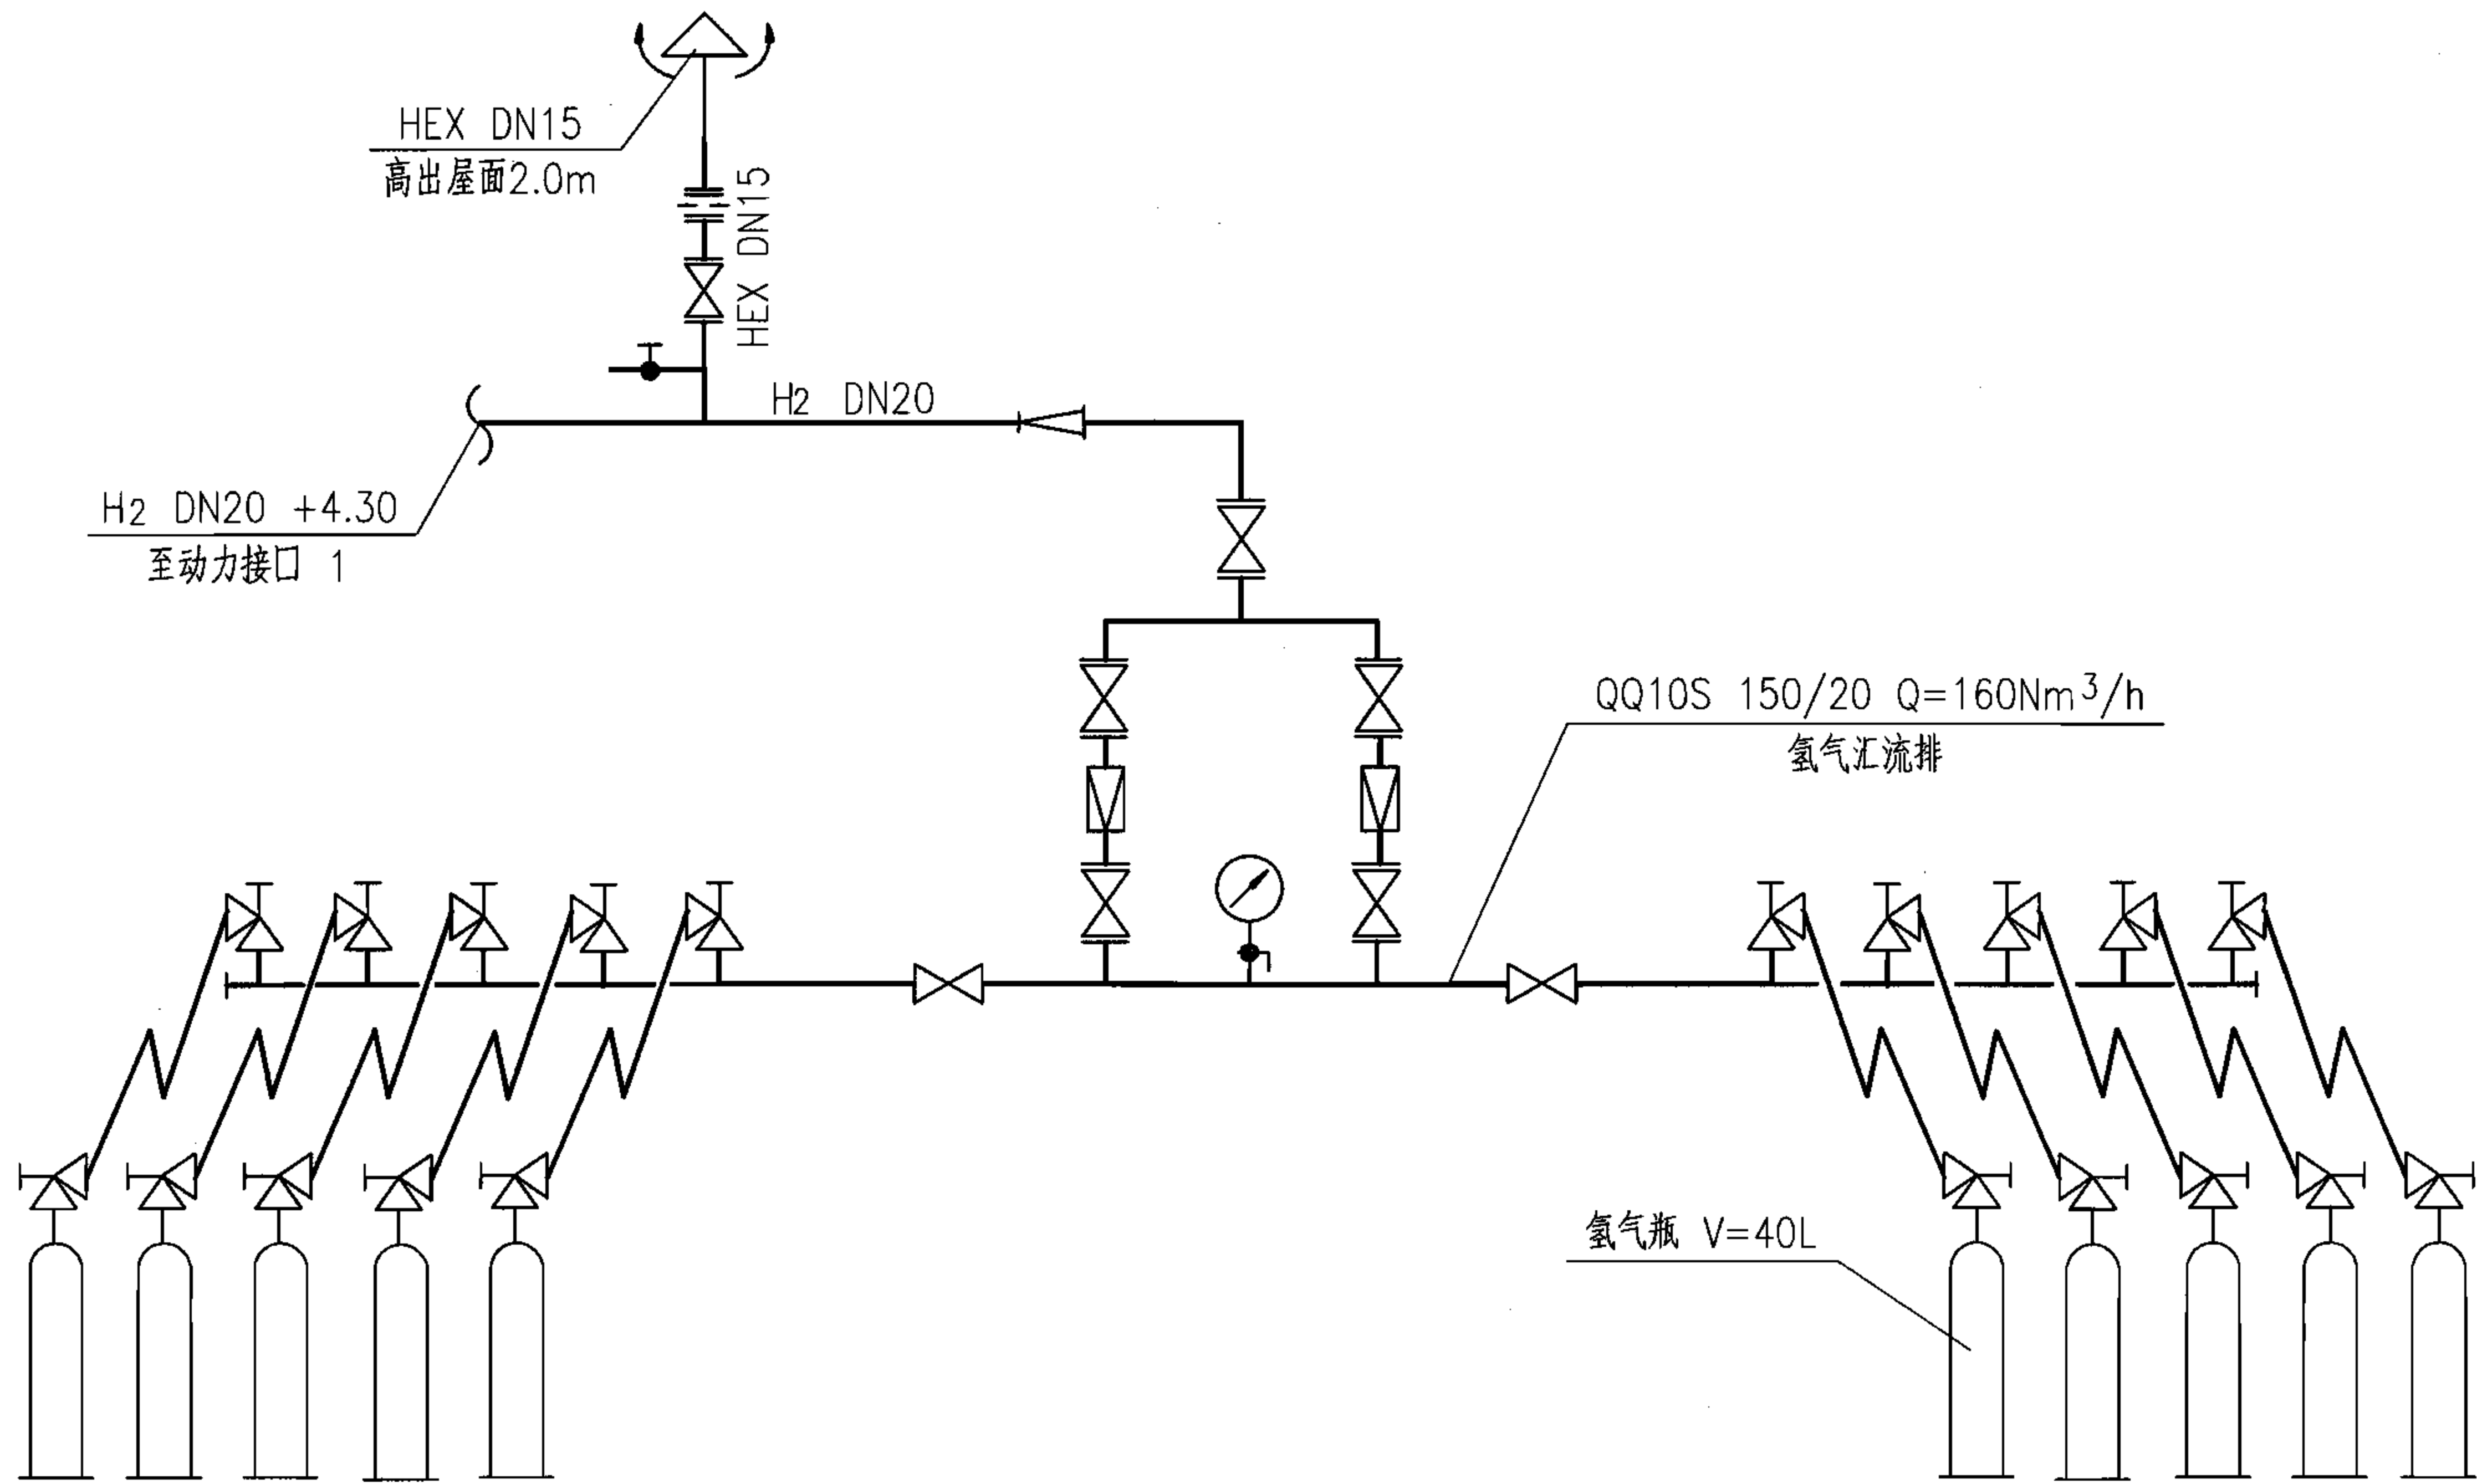 HEX DN15
高出屋面2.0m
HEX DN15
H2 DN20
H2 DN20 +4.30
至动力接口 1
QQ10S 150/20 Q=160Nm³/h
氢气汇流排
氢气瓶 V=40L